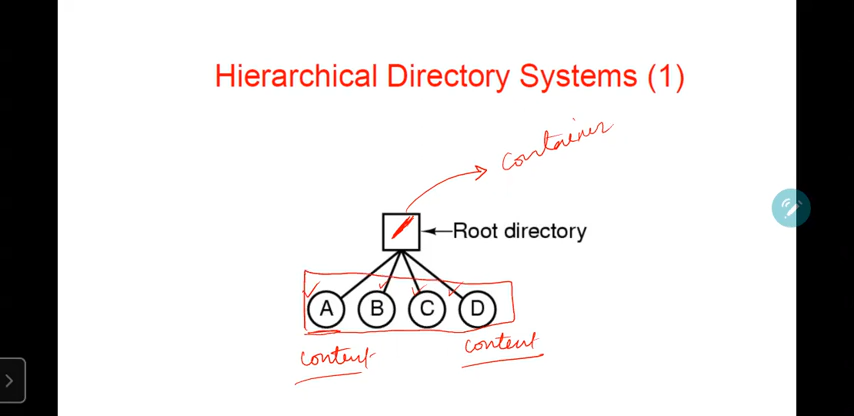 Hierarchical Directory Systems (1)
container
/
Root directory
A B C D
content content